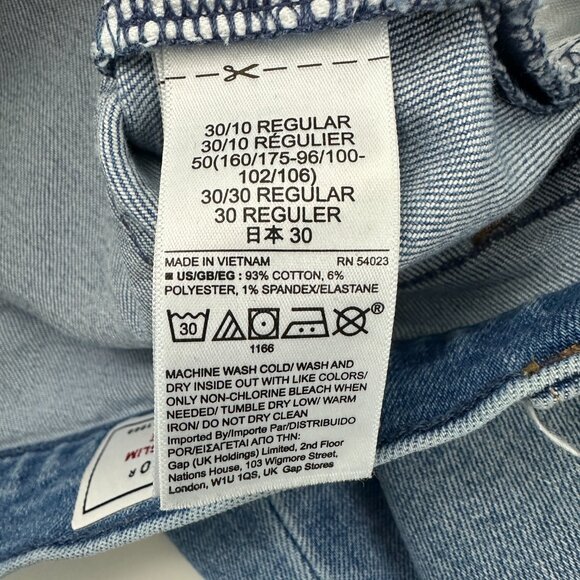 30/10 REGULAR
30/10 RÉGULIER
50(160/175-96/100-
102/106)
30/30 REGULAR
30 REGULER
日本 30
MADE IN VIETNAM RN 54023
US/GB/EG : 93% COTTON, 6%
POLYESTER, 1% SPANDEX/ELASTANE
30 ®
1166
MACHINE WASH COLD/ WASH AND
DRY INSIDE OUT WITH LIKE COLORS/
ONLY NON-CHLORINE BLEACH WHEN
NEEDED/ TUMBLE DRY LOW/ WARM
IRON/ DO NOT DRY CLEAN
Imported By/Importe Par/DISTRIBUIDO
POR/ΕΙΣΑΓΕΤΑΙ ΑΠΟ ΤΗΝ:
Gap (UK Holdings) Limited, 2nd Floor
Nations House, 103 Wigmore Street,
London, W1U 1QS, UK Gap Stores
SLIM
0 R